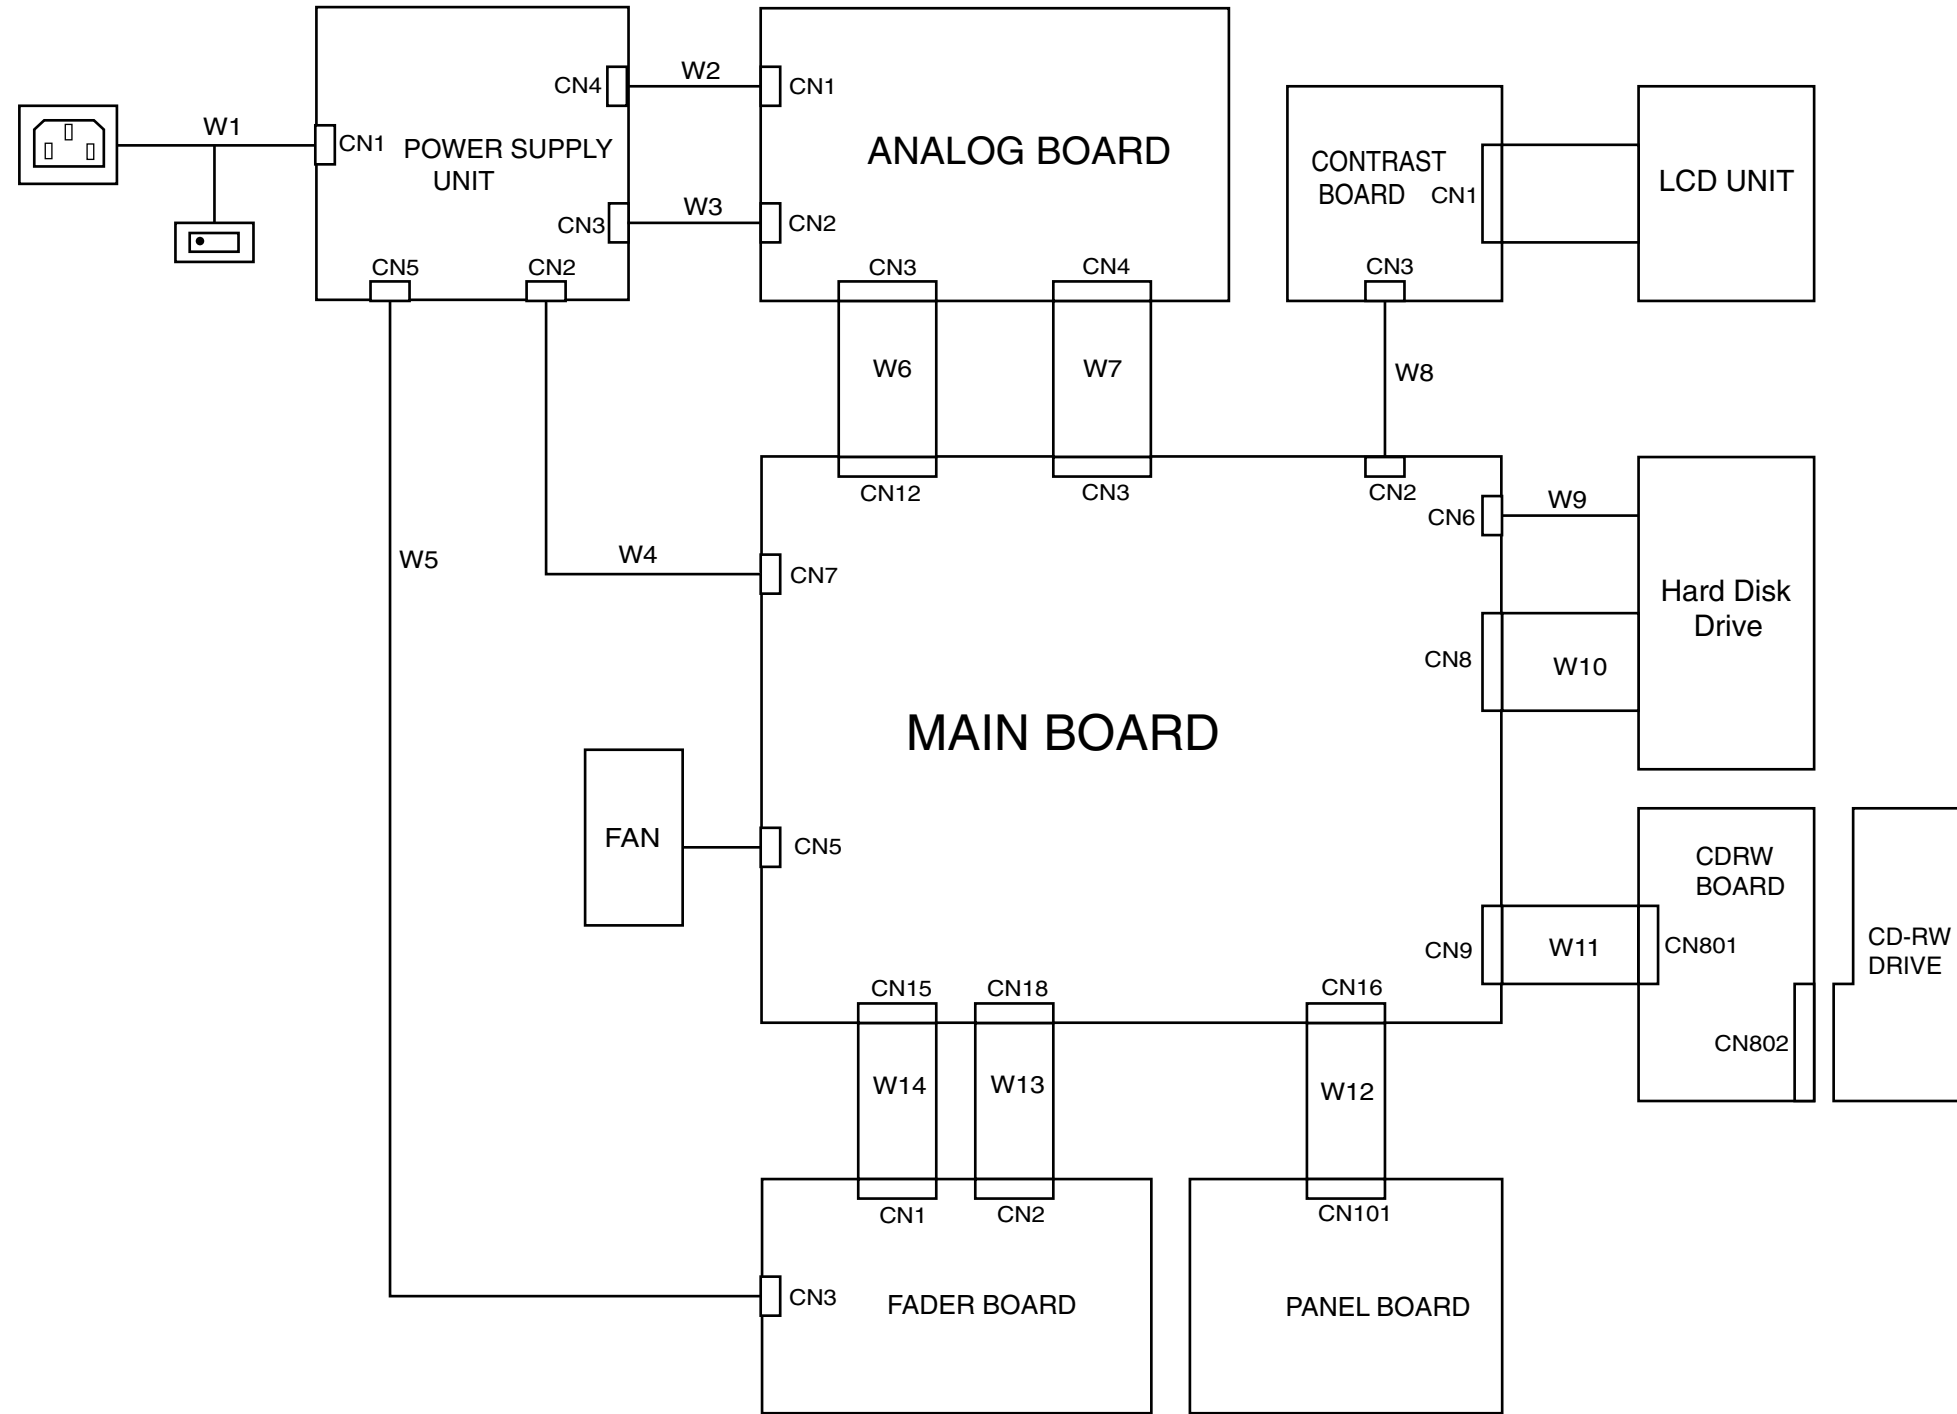 CN4
W2
CN1
W1
CN1
POWER SUPPLY
UNIT
ANALOG BOARD
CONTRAST
BOARD
CN1
LCD UNIT
CN3
W3
CN2
CN5
CN2
CN3
CN4
CN3
W6
W7
W8
CN12
CN3
CN2
CN6
W9
W5
W4
CN7
Hard Disk
Drive
CN8
W10
MAIN BOARD
FAN
CN5
CDRW
BOARD
CN9
W11
CN801
CD-RW
DRIVE
CN15
CN18
CN16
CN802
W14
W13
W12
CN1
CN2
CN101
CN3
FADER BOARD
PANEL BOARD